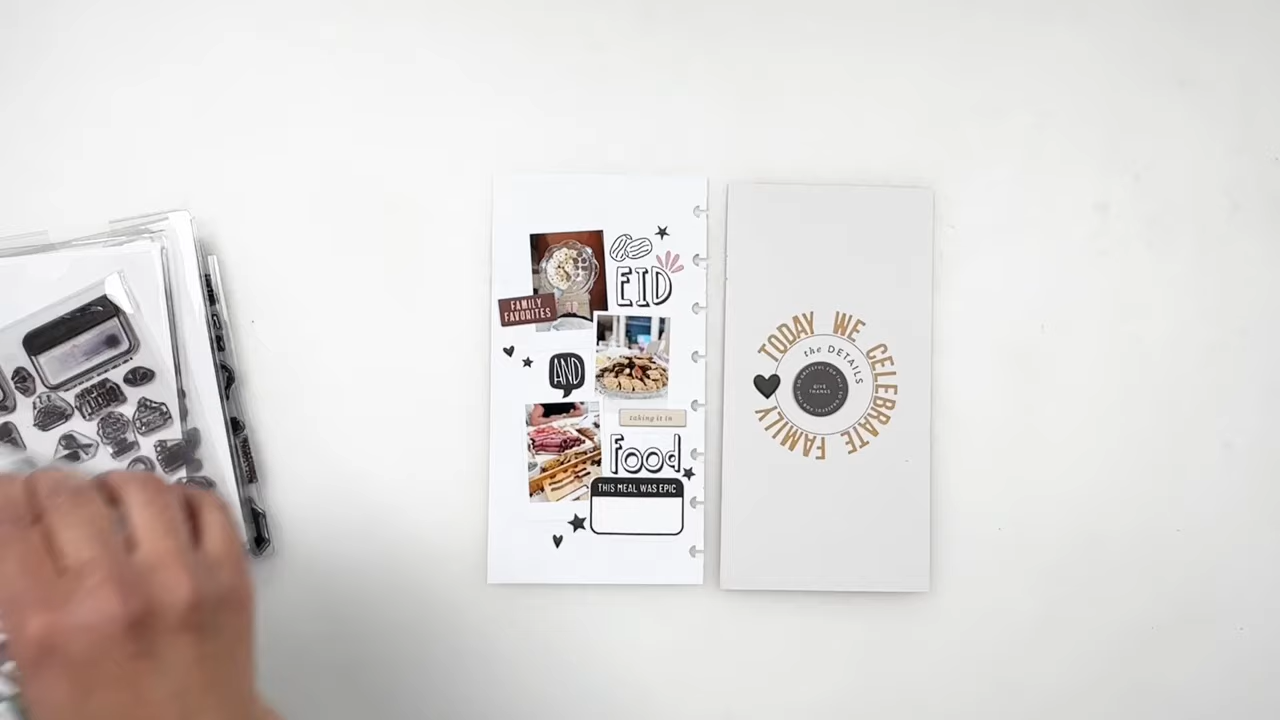 EID
FAMILY
FAVORITES
AND
taking it in
Food
THIS MEAL WAS EPIC
TODAY WE CELEBRATE FAMILY
the DETAILS
GIVE
THANKS